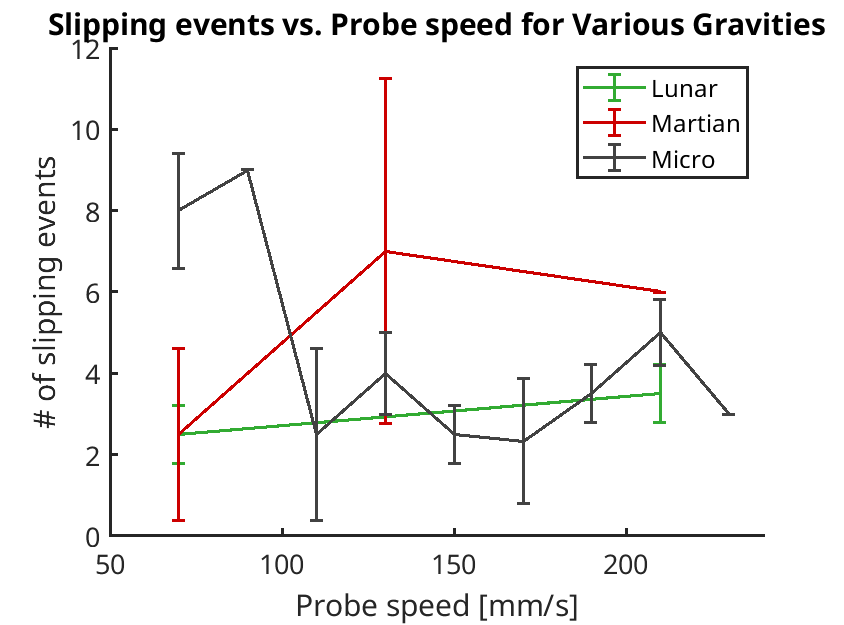 Slipping events vs. Probe speed for Various Gravities
12
10
8
6
4
2
0
# of slipping events
Lunar
Martian
Micro
50
100
150
200
Probe speed [mm/s]